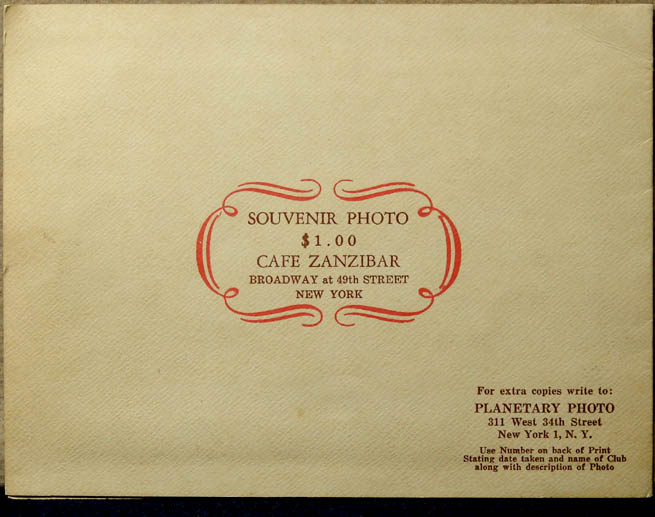 SOUVENIR PHOTO
$1.00
CAFE ZANZIBAR
BROADWAY at 49th STREET
NEW YORK
For extra copies write to:
PLANETARY PHOTO
311 West 34th Street
New York 1, N. Y.
Use Number on back of Print
Stating date taken and name of Club
along with description of Photo